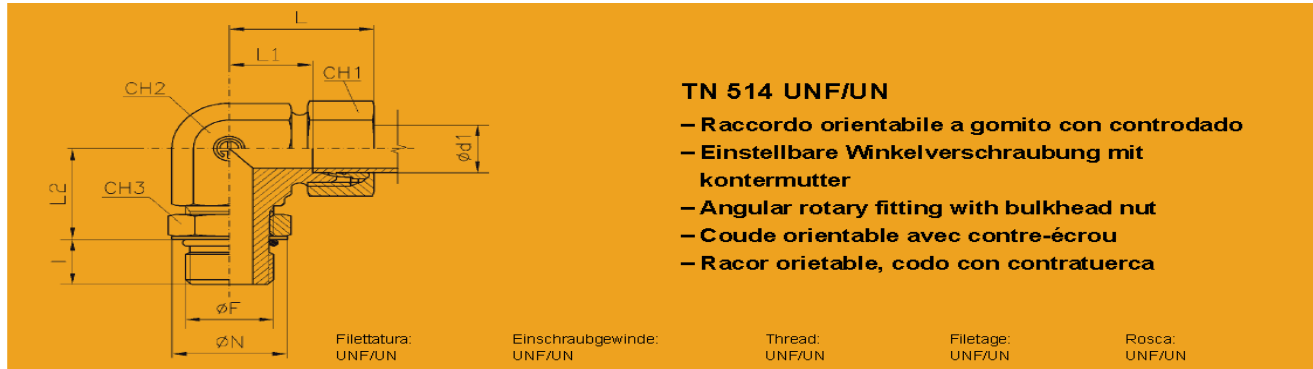 L
L1
CH1
CH2
ød1
L2
CH3
l
øF
øN
TN 514 UNF/UN
– Raccordo orientabile a gomito con controdado
– Einstellbare Winkelverschraubung mit
kontermutter
– Angular rotary fitting with bulkhead nut
– Coude orientable avec contre-écrou
– Racor orietable, codo con contratuerca
Filettatura: Einschraubgewinde: Thread: Filetage: Rosca:
UNF/UN UNF/UN UNF/UN UNF/UN UNF/UN